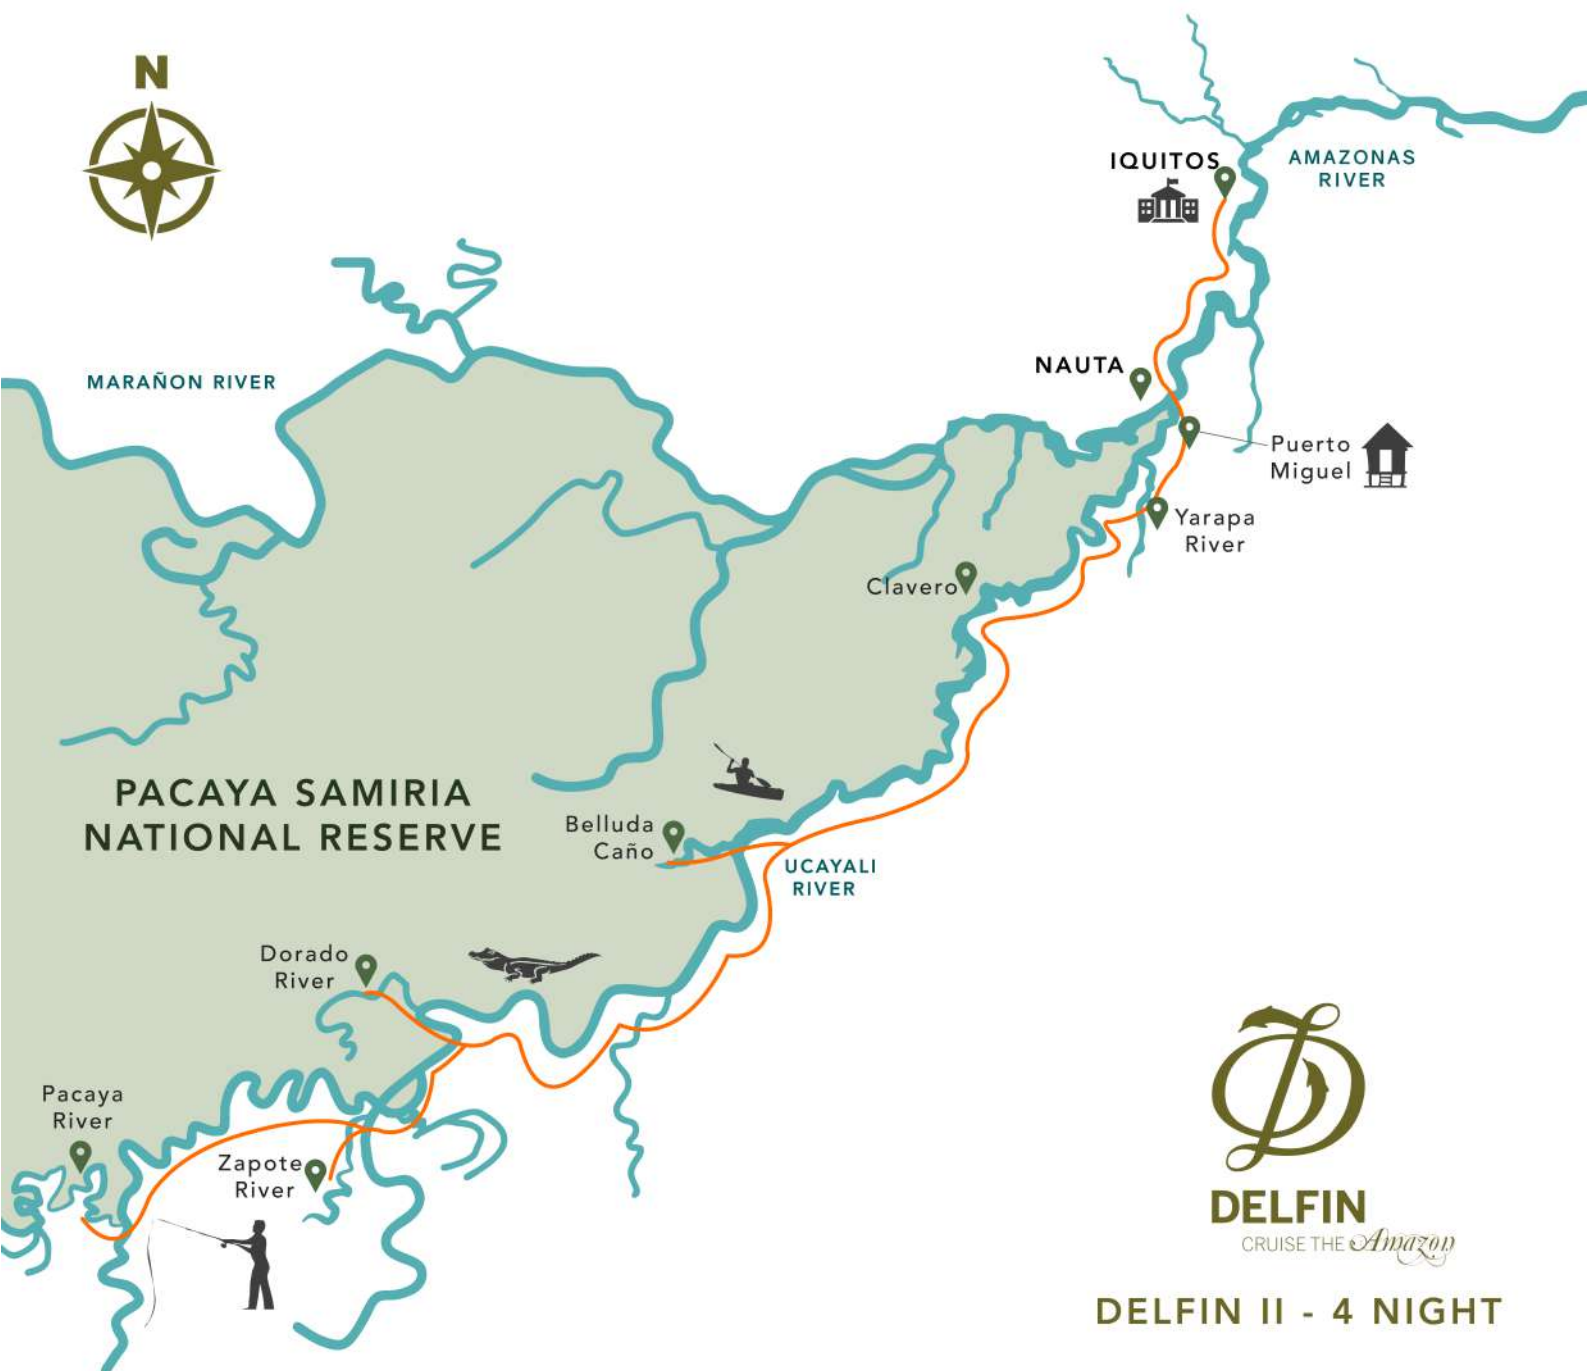 N
IQUITOS
AMAZONAS
RIVER
MARAÑON RIVER
NAUTA
Puerto
Miguel
Yarapa
River
Clavero
PACAYA SAMIRIA
NATIONAL RESERVE
Belluda
Caño
UCAYALI
RIVER
Dorado
River
Pacaya
River
Zapote
River
DELFIN
CRUISE THE Amazon
DELFIN II - 4 NIGHT